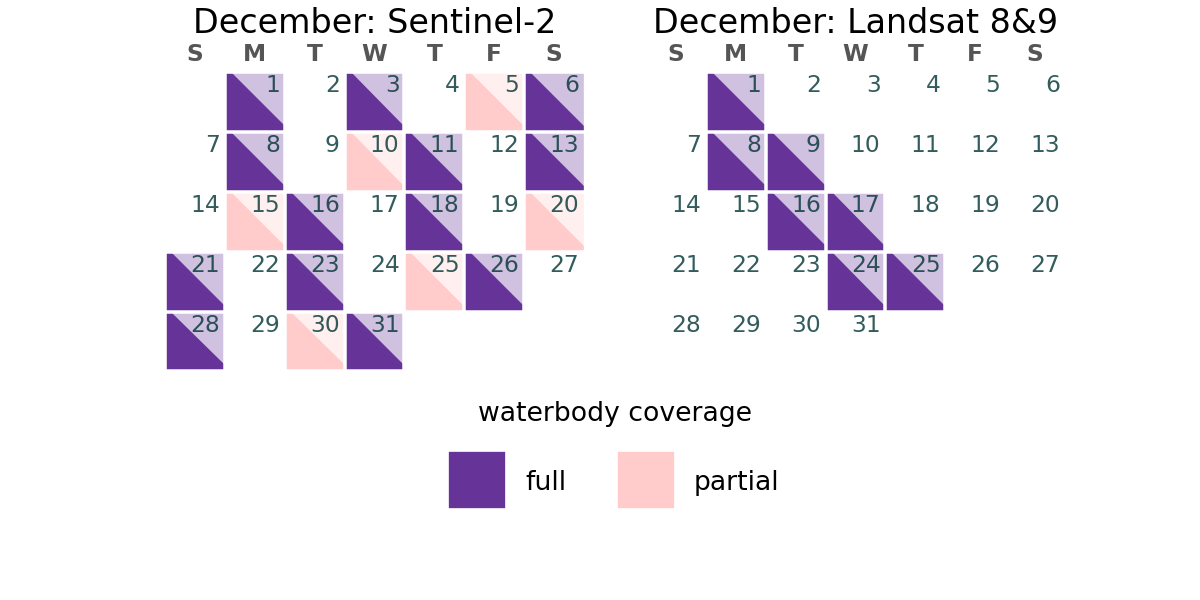 December: Sentinel-2
S M T W T F S
1 2 3 4 5 6
7 8 9 10 11 12 13
14 15 16 17 18 19 20
21 22 23 24 25 26 27
28 29 30 31
December: Landsat 8&9
S M T W T F S
1 2 3 4 5 6
7 8 9 10 11 12 13
14 15 16 17 18 19 20
21 22 23 24 25 26 27
28 29 30 31
waterbody coverage
full partial